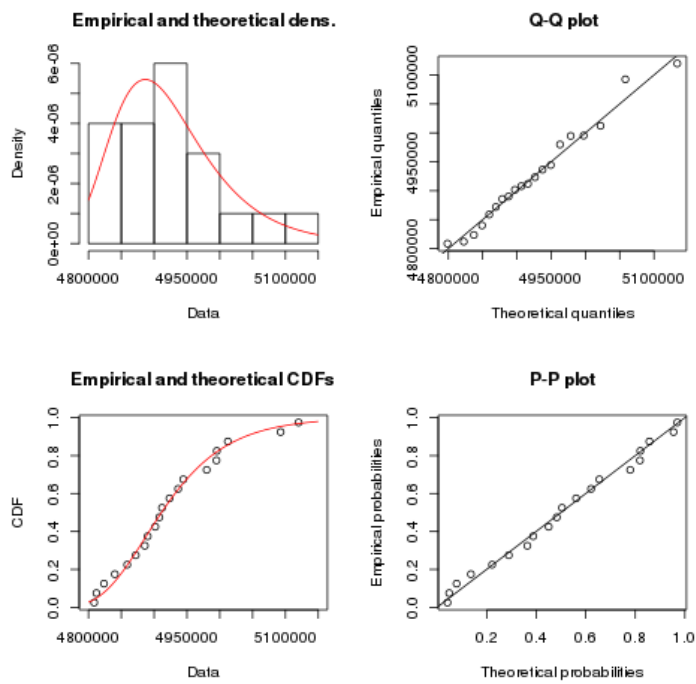 Empirical and theoretical dens.
Density
0e+00 2e-06 4e-06 6e-06
4800000 4950000 5100000
Data
Q-Q plot
Empirical quantiles
4800000 4950000 5100000
4800000 4950000 5100000
Theoretical quantiles
Empirical and theoretical CDFs
CDF
0.0 0.2 0.4 0.6 0.8 1.0
4800000 4950000 5100000
Data
P-P plot
Empirical probabilities
0.0 0.2 0.4 0.6 0.8 1.0
0.2 0.4 0.6 0.8 1.0
Theoretical probabilities